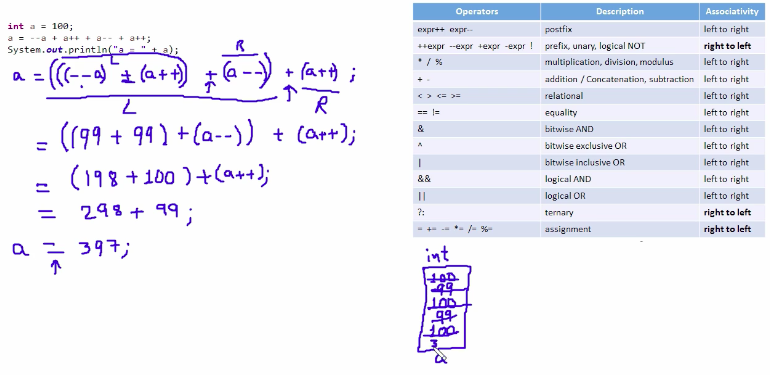 int a = 100;
a = --a + a++ + a-- + a++;
System.out.println("a = " + a);
L R
a = (((--a) + (a++)) + (a--)) + (a++);
L R
= ((99 + 99) + (a--)) + (a++);
= (198 + 100) + (a++);
= 298 + 99;
a = 397;
Operators Description Associativity
expr++ expr-- postfix left to right
++expr --expr +expr -expr ! prefix, unary, logical NOT right to left
* / % multiplication, division, modulus left to right
+ - addition / Concatenation, subtraction left to right
< > <= >= relational left to right
== != equality left to right
& bitwise AND left to right
^ bitwise exclusive OR left to right
| bitwise inclusive OR left to right
&& logical AND left to right
|| logical OR left to right
?: ternary right to left
= += -= *= /= %= assignment right to left
int
100
99
100
99
100
3
a